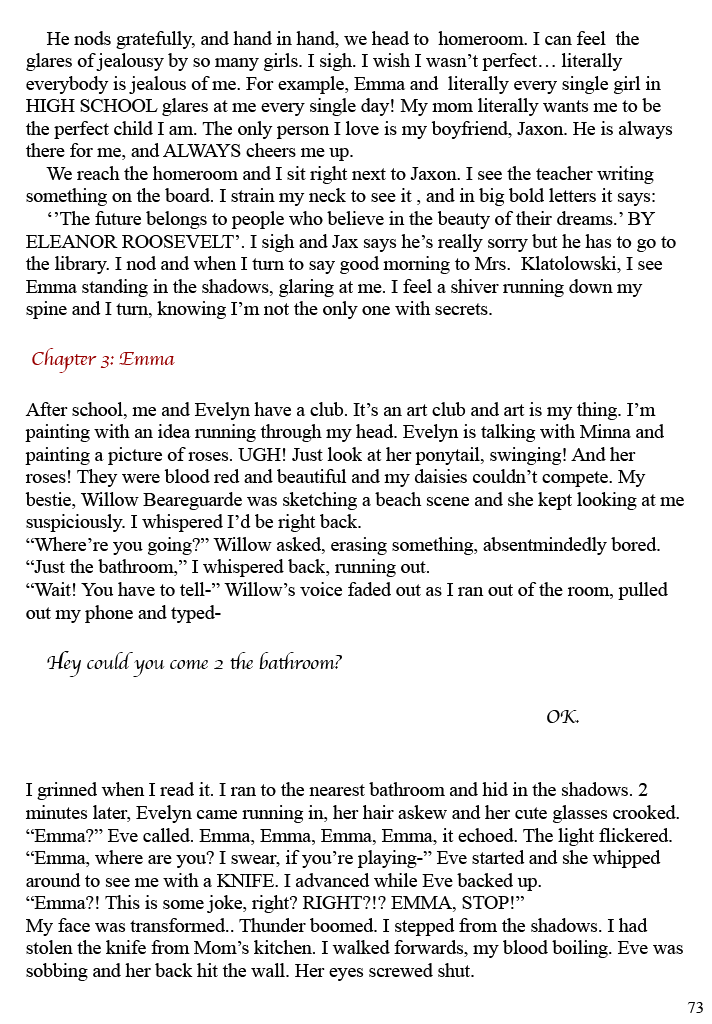 He nods gratefully, and hand in hand, we head to  homeroom. I can feel  the
glares of jealousy by so many girls. I sigh. I wish I wasn’t perfect… literally
everybody is jealous of me. For example, Emma and  literally every single girl in
HIGH SCHOOL glares at me every single day! My mom literally wants me to be
the perfect child I am. The only person I love is my boyfriend, Jaxon. He is always
there for me, and ALWAYS cheers me up.
We reach the homeroom and I sit right next to Jaxon. I see the teacher writing
something on the board. I strain my neck to see it , and in big bold letters it says:
‘’The future belongs to people who believe in the beauty of their dreams.’ BY
ELEANOR ROOSEVELT’. I sigh and Jax says he’s really sorry but he has to go to
the library. I nod and when I turn to say good morning to Mrs.  Klatolowski, I see
Emma standing in the shadows, glaring at me. I feel a shiver running down my
spine and I turn, knowing I’m not the only one with secrets.
Chapter 3: Emma
After school, me and Evelyn have a club. It’s an art club and art is my thing. I’m
painting with an idea running through my head. Evelyn is talking with Minna and
painting a picture of roses. UGH! Just look at her ponytail, swinging! And her
roses! They were blood red and beautiful and my daisies couldn’t compete. My
bestie, Willow Beareguarde was sketching a beach scene and she kept looking at me
suspiciously. I whispered I’d be right back.
“Where’re you going?” Willow asked, erasing something, absentmindedly bored.
“Just the bathroom,” I whispered back, running out.
“Wait! You have to tell-” Willow’s voice faded out as I ran out of the room, pulled
out my phone and typed-
Hey could you come 2 the bathroom?
OK.
I grinned when I read it. I ran to the nearest bathroom and hid in the shadows. 2
minutes later, Evelyn came running in, her hair askew and her cute glasses crooked.
“Emma?” Eve called. Emma, Emma, Emma, Emma, it echoed. The light flickered.
“Emma, where are you? I swear, if you’re playing-” Eve started and she whipped
around to see me with a KNIFE. I advanced while Eve backed up.
“Emma?! This is some joke, right? RIGHT?!? EMMA, STOP!”
My face was transformed.. Thunder boomed. I stepped from the shadows. I had
stolen the knife from Mom’s kitchen. I walked forwards, my blood boiling. Eve was
sobbing and her back hit the wall. Her eyes screwed shut.
73